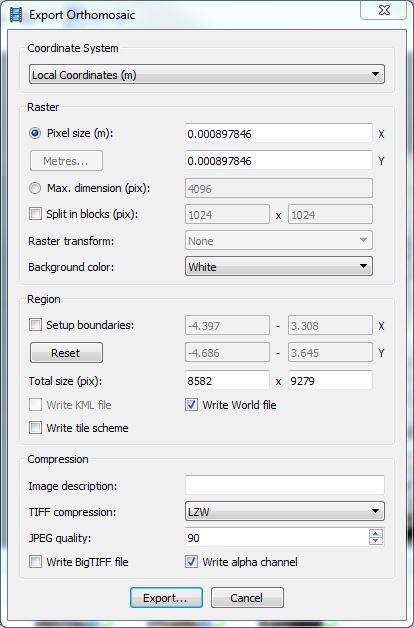 Export Orthomosaic
Coordinate System
Local Coordinates (m)
Raster
Pixel size (m): 0.000897846 X
Metres... 0.000897846 Y
Max. dimension (pix): 4096
Split in blocks (pix): 1024 x 1024
Raster transform: None
Background color: White
Region
Setup boundaries: -4.397 - 3.308 X
Reset -4.686 - 3.645 Y
Total size (pix): 8582 x 9279
Write KML file Write World file
Write tile scheme
Compression
Image description:
TIFF compression: LZW
JPEG quality: 90
Write BigTIFF file Write alpha channel
Export... Cancel